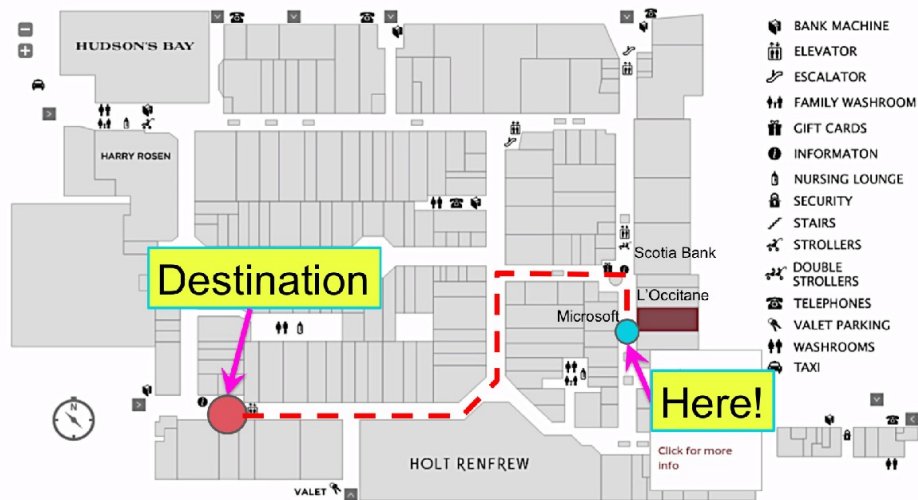 HUDSON'S BAY
HARRY ROSEN
Destination
Scotia Bank
L'Occitane
Microsoft
Here!
Click for more
info
HOLT RENFREW
VALET
N
BANK MACHINE
ELEVATOR
ESCALATOR
FAMILY WASHROOM
GIFT CARDS
INFORMATON
NURSING LOUNGE
SECURITY
STAIRS
STROLLERS
DOUBLE
STROLLERS
TELEPHONES
VALET PARKING
WASHROOMS
TAXI